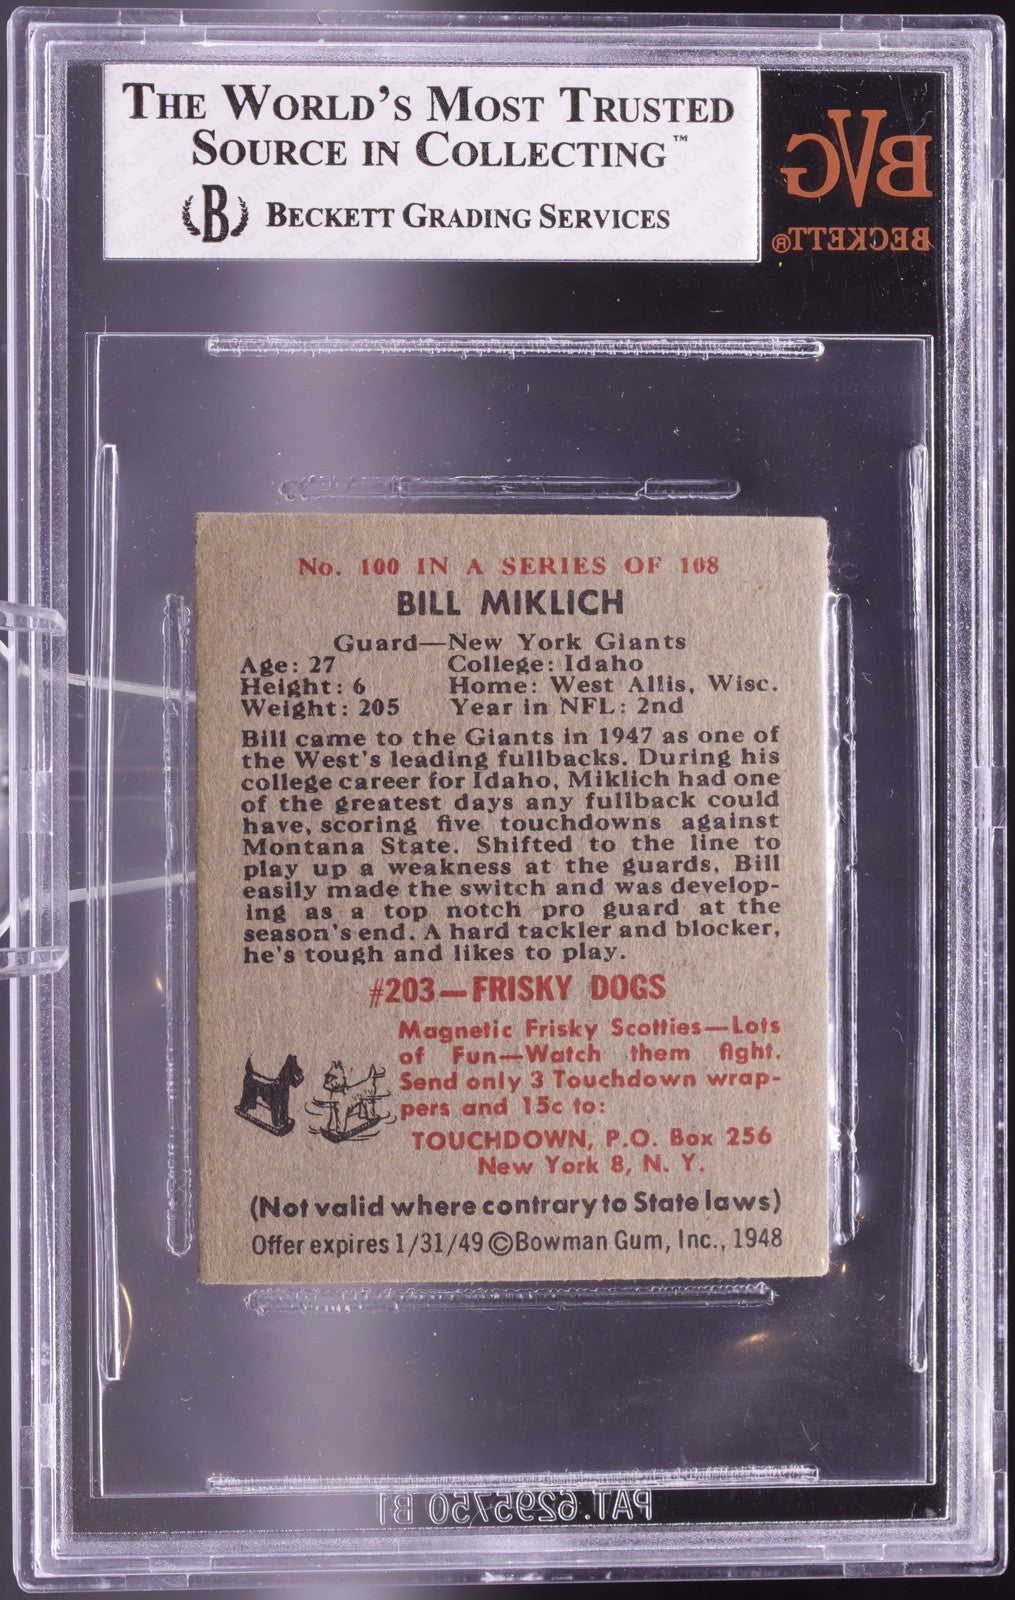 THE WORLD'S MOST TRUSTED
SOURCE IN COLLECTING™
B BECKETT GRADING SERVICES
BVG
BECKETT®
No. 100 IN A SERIES OF 108
BILL MIKLICH
Guard—New York Giants
Age: 27 College: Idaho
Height: 6 Home: West Allis, Wisc.
Weight: 205 Year in NFL: 2nd
Bill came to the Giants in 1947 as one of
the West's leading fullbacks. During his
college career for Idaho, Miklich had one
of the greatest days any fullback could
have, scoring five touchdowns against
Montana State. Shifted to the line to
play up a weakness at the guards, Bill
easily made the switch and was develop-
ing as a top notch pro guard at the
season's end. A hard tackler and blocker,
he's tough and likes to play.
#203—FRISKY DOGS
Magnetic Frisky Scotties—Lots
of Fun—Watch them fight.
Send only 3 Touchdown wrap-
pers and 15c to:
TOUCHDOWN, P.O. Box 256
New York 8, N. Y.
(Not valid where contrary to State laws)
Offer expires 1/31/49 ©Bowman Gum, Inc., 1948
PAT. 6295750 B1